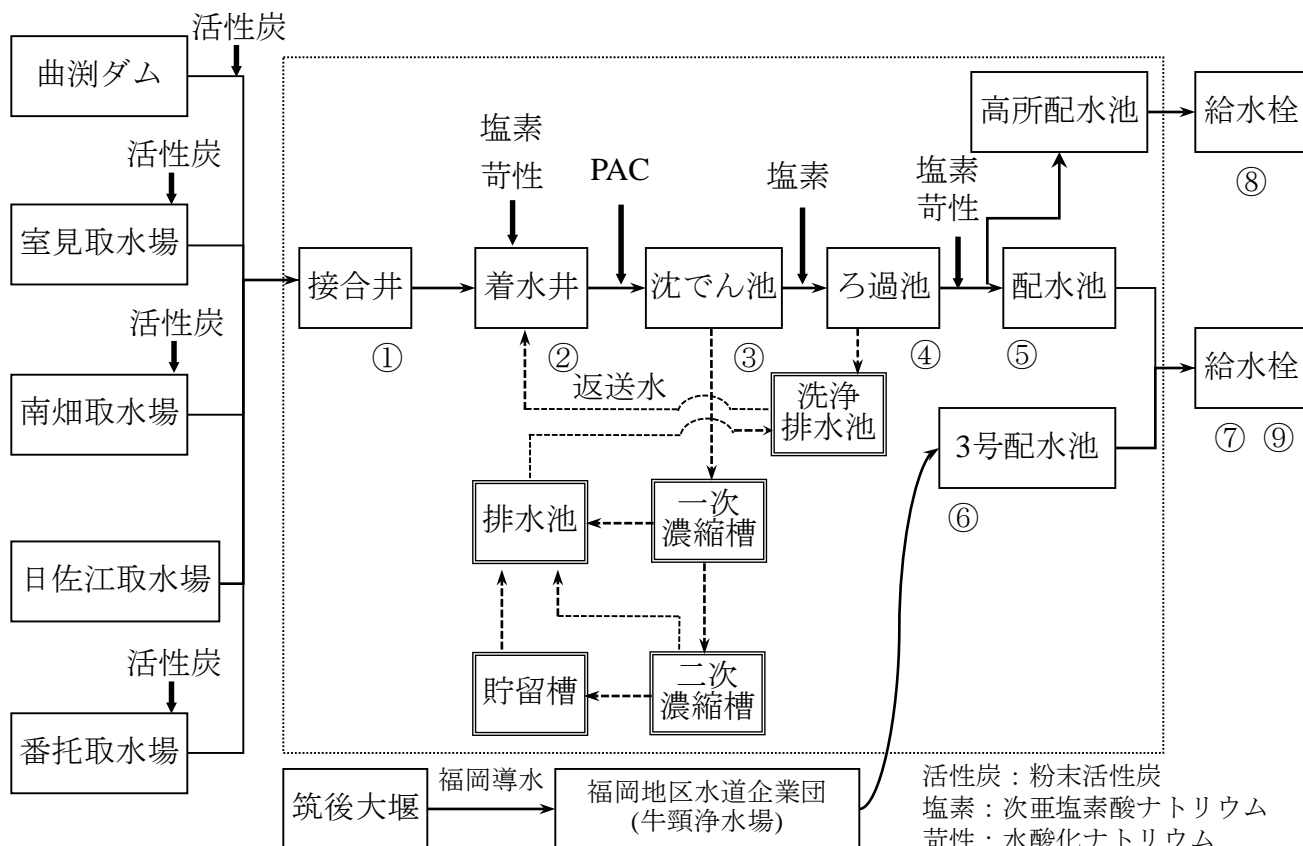 活性炭
曲渕ダム
活性炭
室見取水場
活性炭
南畑取水場
日佐江取水場
活性炭
番托取水場
接合井
①
塩素
苛性
着水井
②
PAC
沈でん池
③
塩素
ろ過池
④
塩素
苛性
配水池
⑤
高所配水池
給水栓
⑧
給水栓
⑦ ⑨
返送水
洗浄
排水池
3号配水池
⑥
排水池
一次
濃縮槽
貯留槽
二次
濃縮槽
筑後大堰
福岡導水
福岡地区水道企業団
(牛頸浄水場)
活性炭：粉末活性炭
塩素：次亜塩素酸ナトリウム
苛性：水酸化ナトリウム